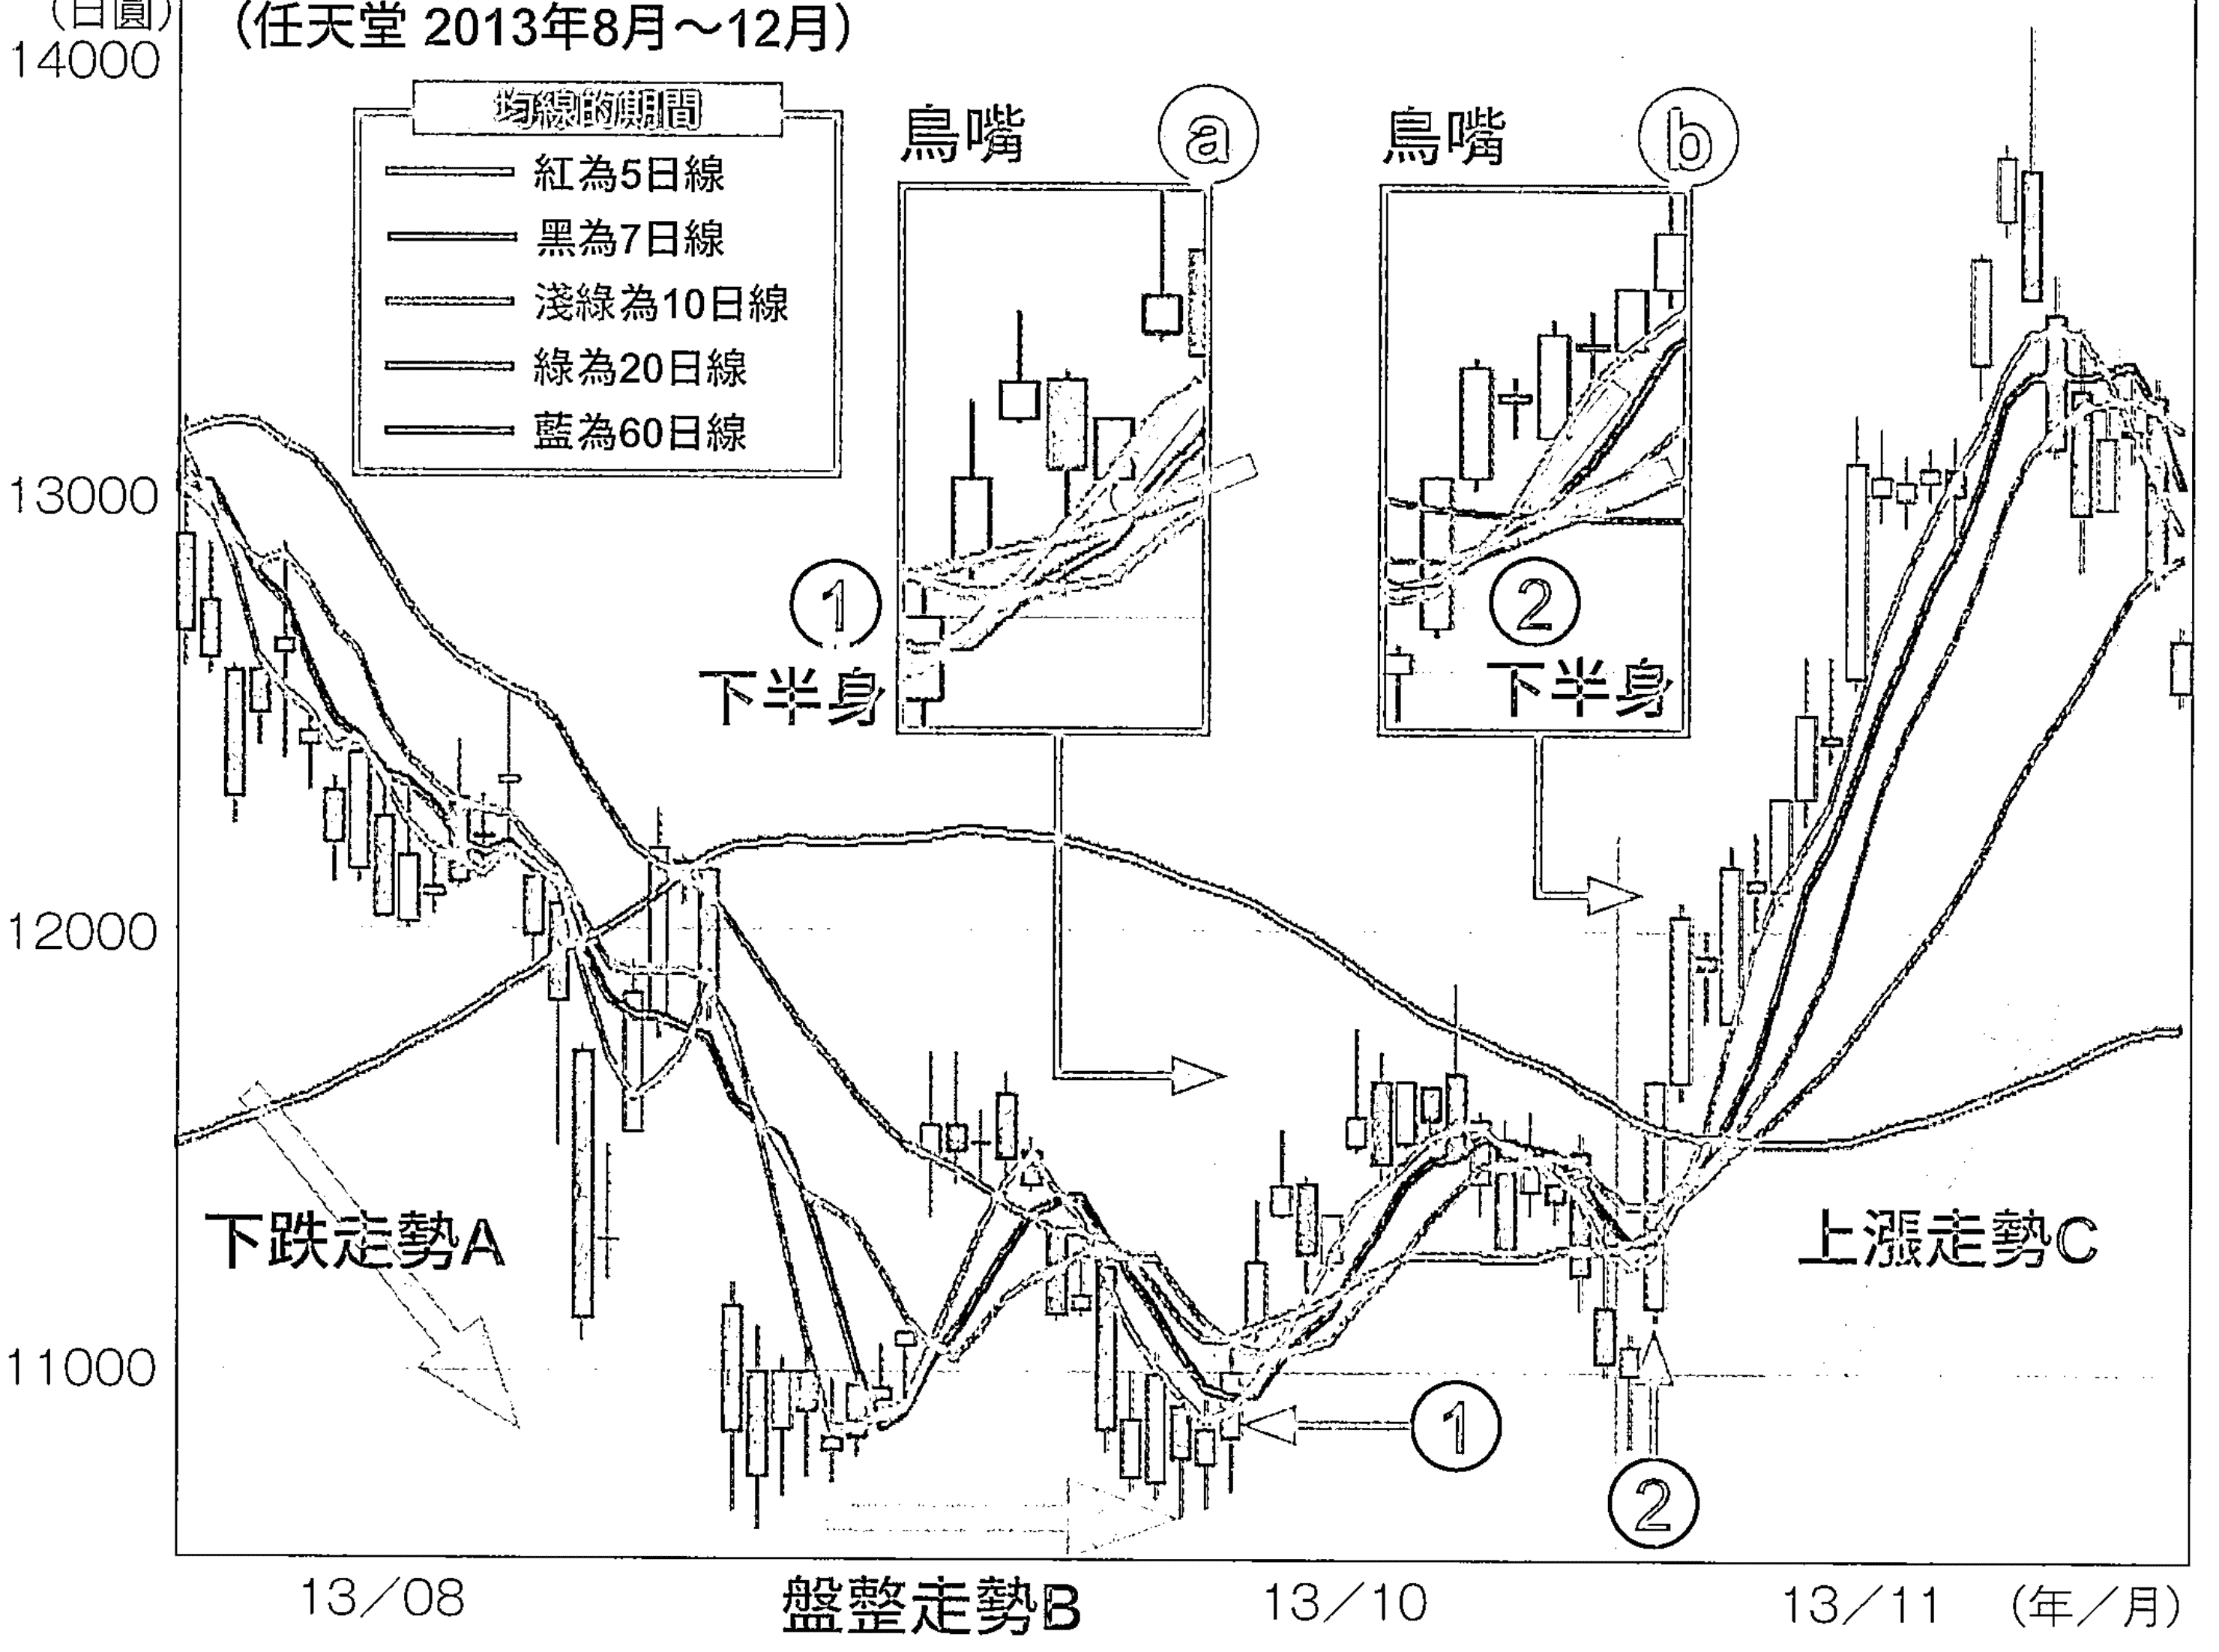 (日圓)
(任天堂 2013年8月～12月)
14000
均線的期間
紅為5日線
黑為7日線
淺綠為10日線
綠為20日線
藍為60日線
鳥嘴
a
鳥嘴
b
13000
①
下半身
②
下半身
12000
下跌走勢A
上漲走勢C
11000
①
②
13/08
盤整走勢B
13/10
13/11
(年/月)